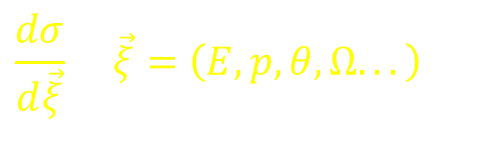 dσ/dξ⃗   ξ⃗ = (E, p, θ, Ω...)